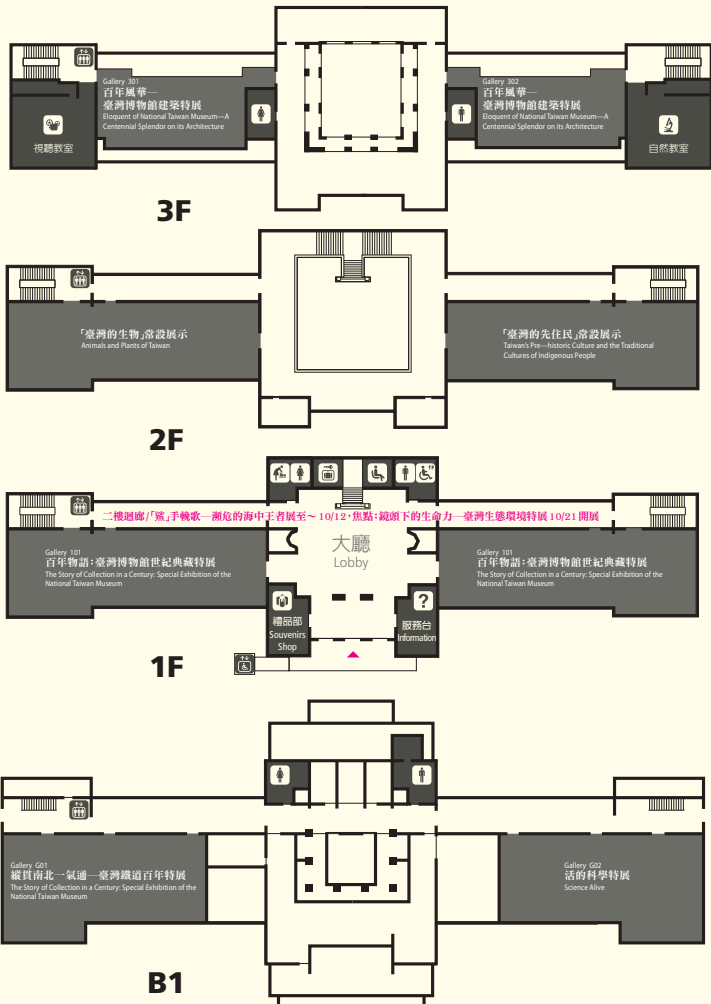 Gallery 301
百年風華—
臺灣博物館建築特展
Eloquent of National Taiwan Museum—A
Centennial Splendor on its Architecture
視聽教室
Gallery 302
百年風華—
臺灣博物館建築特展
Eloquent of National Taiwan Museum—A
Centennial Splendor on its Architecture
自然教室
3F
「臺灣的生物」常設展示
Animals and Plants of Taiwan
「臺灣的先住民」常設展示
Taiwan's Pre—historic Culture and the Traditional
Cultures of Indigenous People
2F
二樓迴廊/「鯊」手輓歌—瀕危的海中王者展至～10/12・焦點：鏡頭下的生命力—臺灣生態環境特展10/21開展
大廳
Lobby
Gallery 101
百年物語：臺灣博物館世紀典藏特展
The Story of Collection in a Century: Special Exhibition of the
National Taiwan Museum
Gallery 101
百年物語：臺灣博物館世紀典藏特展
The Story of Collection in a Century: Special Exhibition of the
National Taiwan Museum
禮品部
Souvenirs
Shop
?
服務台
Information
1F
Gallery G01
縱貫南北一氣通—臺灣鐵道百年特展
The Story of Collection in a Century: Special Exhibition of the
National Taiwan Museum
Gallery G02
活的科學特展
Science Alive
B1